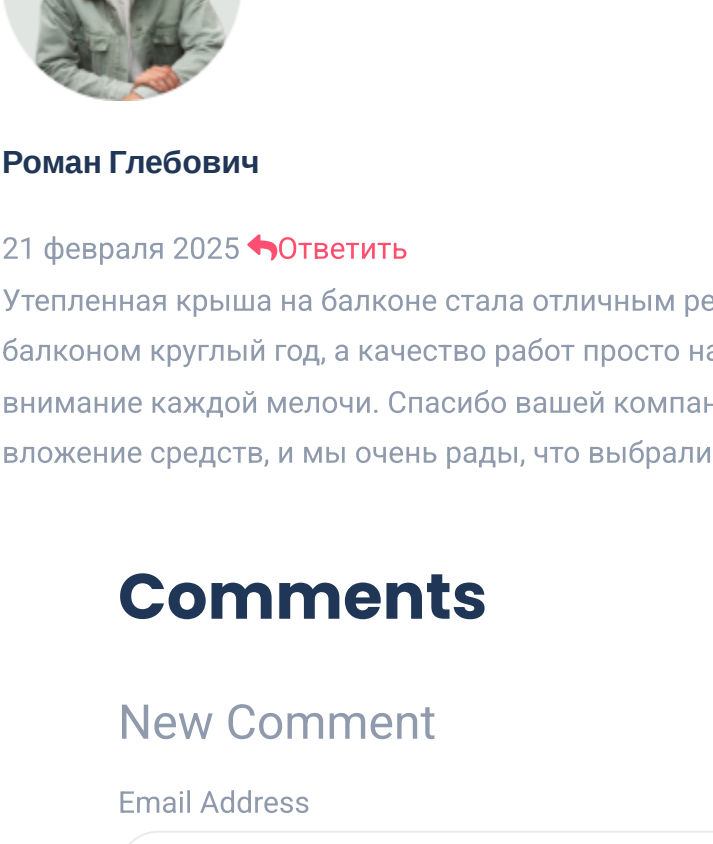 Роман Глебович
21 февраля 2025 Ответить
Утепленная крыша на балконе стала отличным
балконом круглый год, а качество работ просто
внимание каждой мелочи. Спасибо вашей
вложение средств, и мы очень рады, что выбрали
Comments
New Comment
Email Address